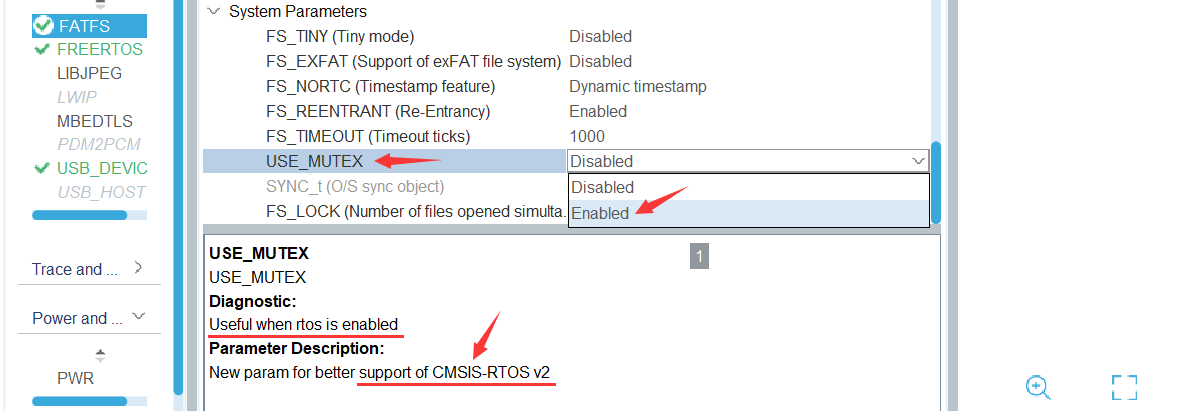 FATFS
FREERTOS
LIBJPEG
LWIP
MBEDTLS
PDM2PCM
USB_DEVIC
USB_HOST
Trace and ...
Power and ...
PWR
System Parameters
FS_TINY (Tiny mode) Disabled
FS_EXFAT (Support of exFAT file system) Disabled
FS_NORTC (Timestamp feature) Dynamic timestamp
FS_REENTRANT (Re-Entrancy) Enabled
FS_TIMEOUT (Timeout ticks) 1000
USE_MUTEX Disabled
Disabled
SYNC_t (O/S sync object)
Enabled
FS_LOCK (Number of files opened simulta...
USE_MUTEX
1
USE_MUTEX
Diagnostic:
Useful when rtos is enabled
Parameter Description:
New param for better support of CMSIS-RTOS v2